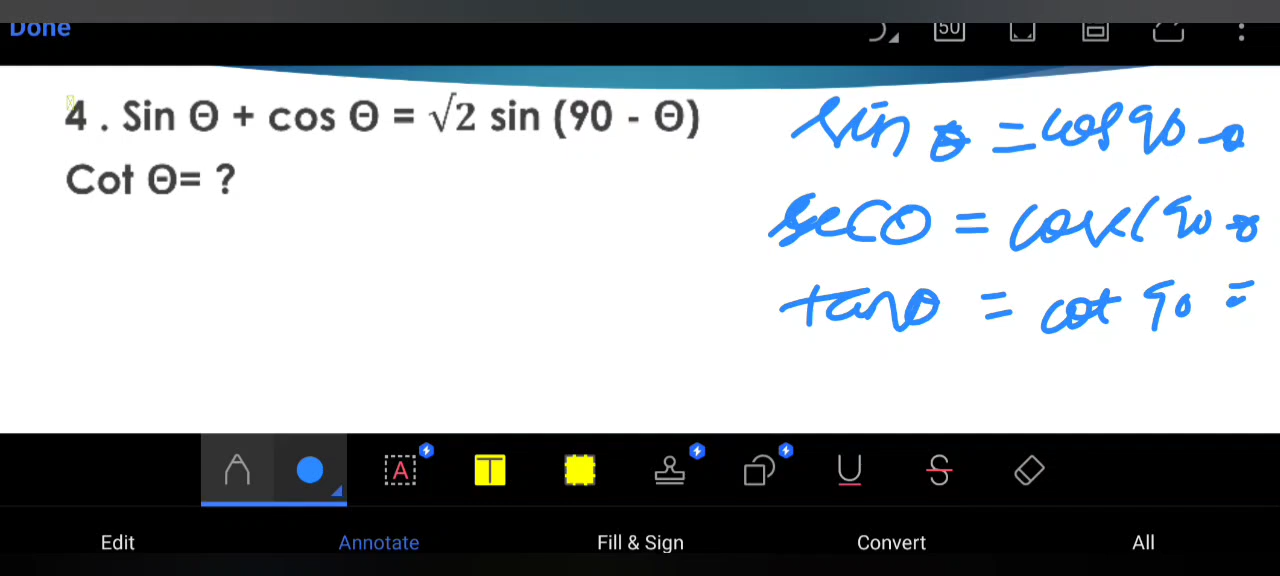 Done
50
4 . Sin Θ + cos Θ = √2 sin (90 - Θ)
Cot Θ= ?
sin θ = cos 90 - θ
sec θ = cosec (90 - θ
tan θ = cot 90 =
A
T
U
S
Edit
Annotate
Fill & Sign
Convert
All